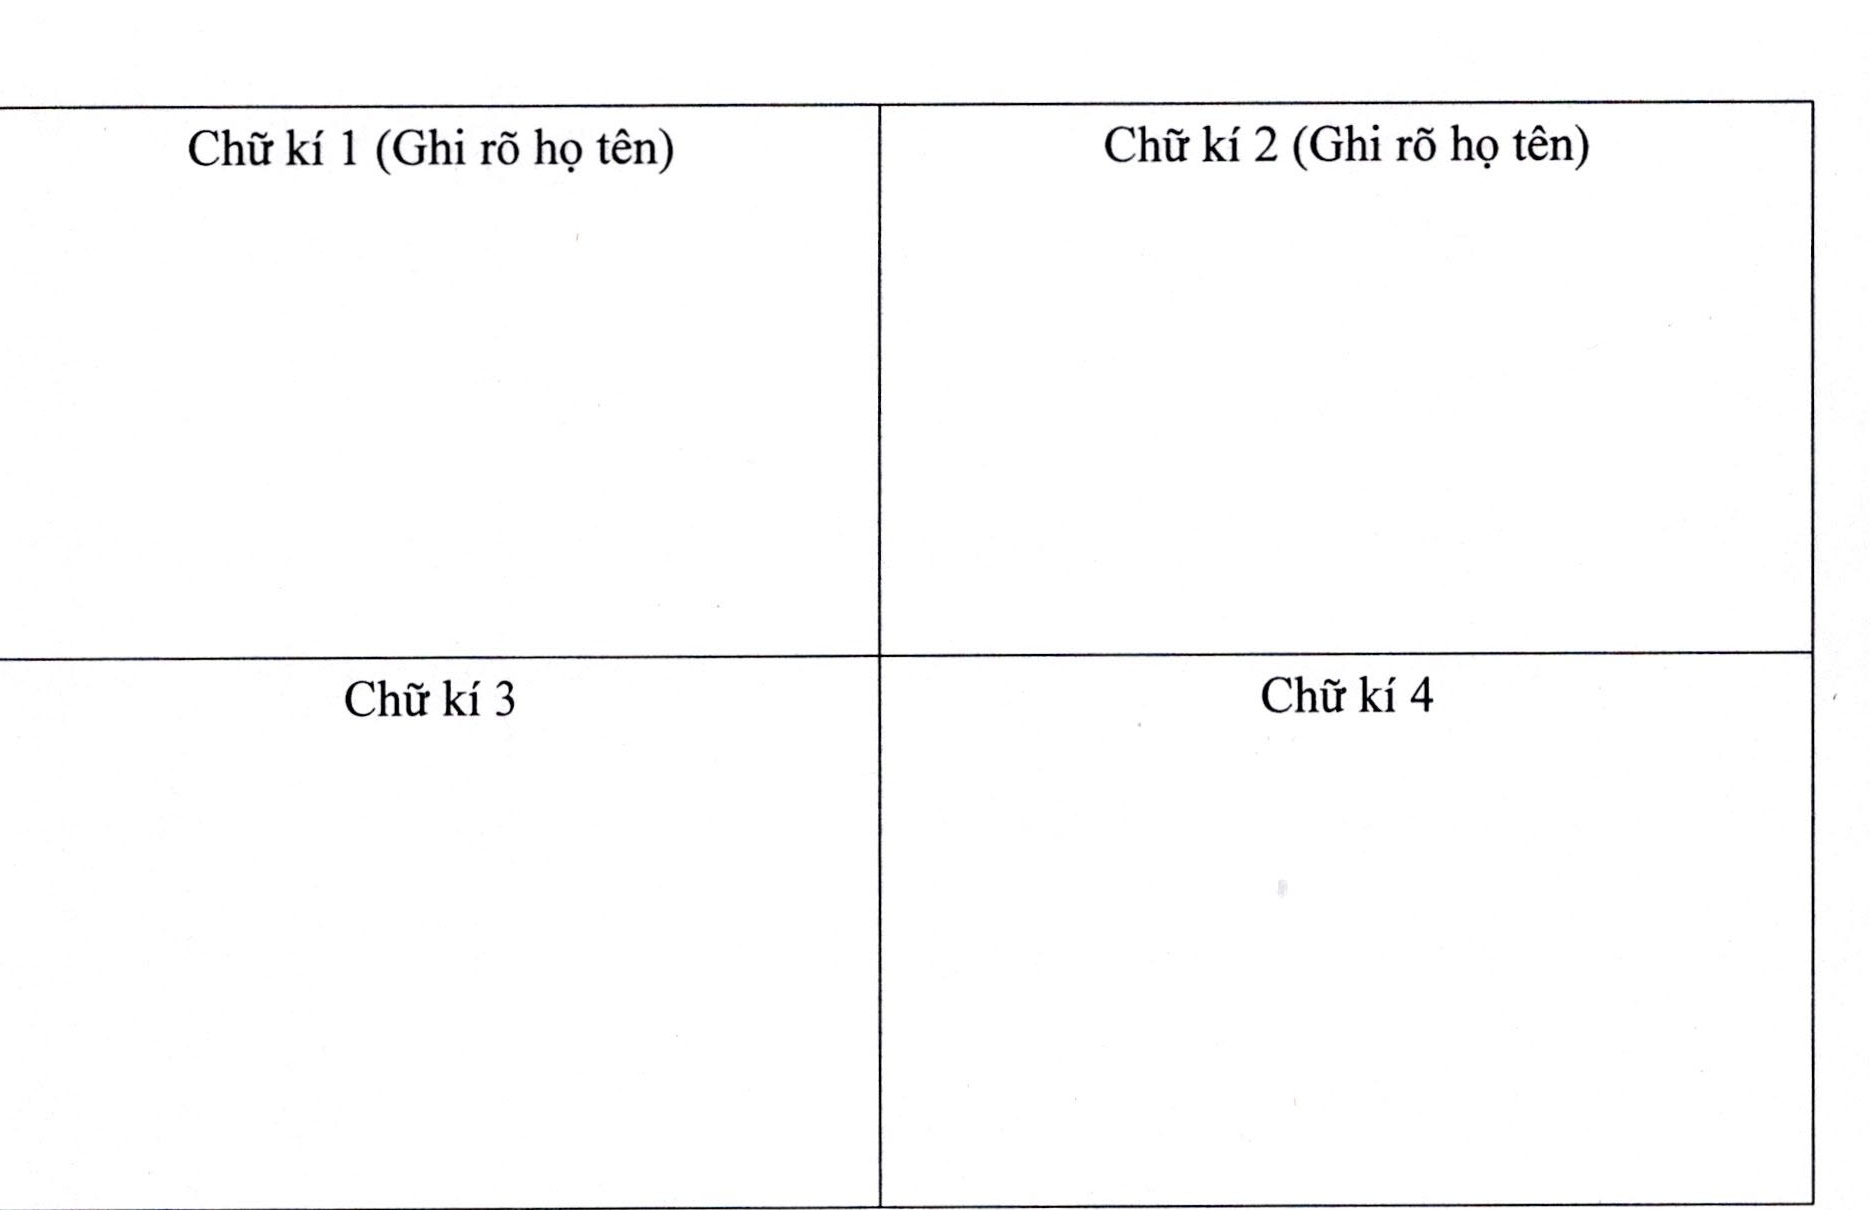 Chữ kí 1 (Ghi rõ họ tên)
Chữ kí 2 (Ghi rõ họ tên)
Chữ kí 3
Chữ kí 4